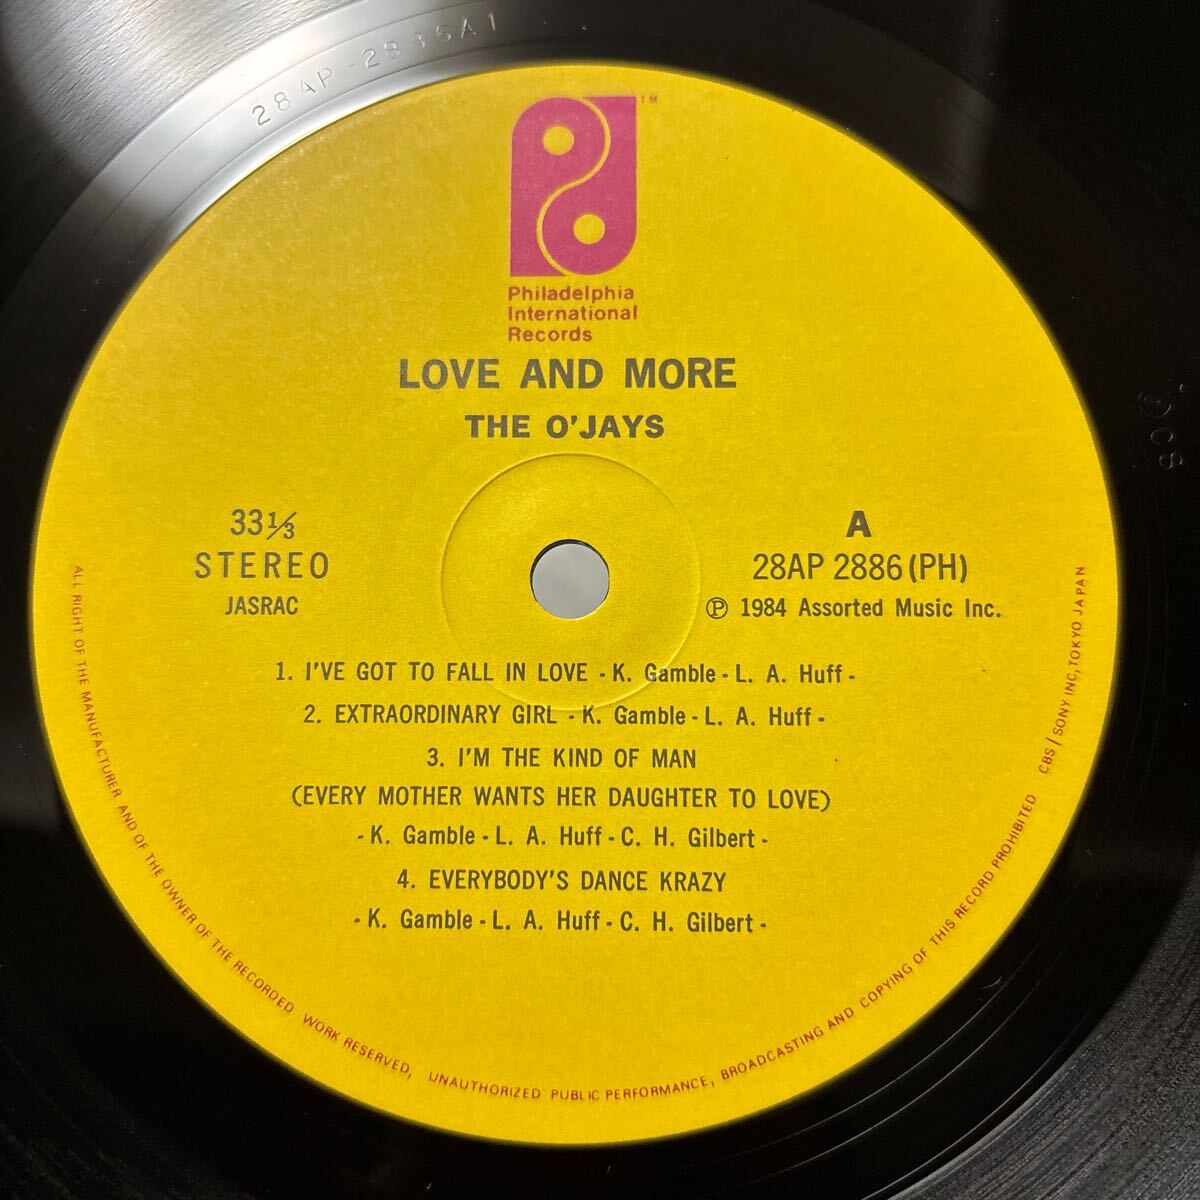 28AP-2886A1
TM
Philadelphia
International
Records
LOVE AND MORE
THE O'JAYS
33 1/3
STEREO
JASRAC
A
28AP 2886(PH)
Ⓟ 1984 Assorted Music Inc.
1. I'VE GOT TO FALL IN LOVE - K. Gamble - L. A. Huff -
2. EXTRAORDINARY GIRL - K. Gamble - L. A. Huff -
3. I'M THE KIND OF MAN
(EVERY MOTHER WANTS HER DAUGHTER TO LOVE)
- K. Gamble - L. A. Huff - C. H. Gilbert -
4. EVERYBODY'S DANCE KRAZY
- K. Gamble - L. A. Huff - C. H. Gilbert -
ALL RIGHT OF THE MANUFACTURER AND OF THE OWNER OF THE RECORDED WORK RESERVED, UNAUTHORIZED PUBLIC PERFORMANCE, BROADCASTING AND COPYING OF THIS RECORD PROHIBITED CBS/SONY INC, TOKYO JAPAN